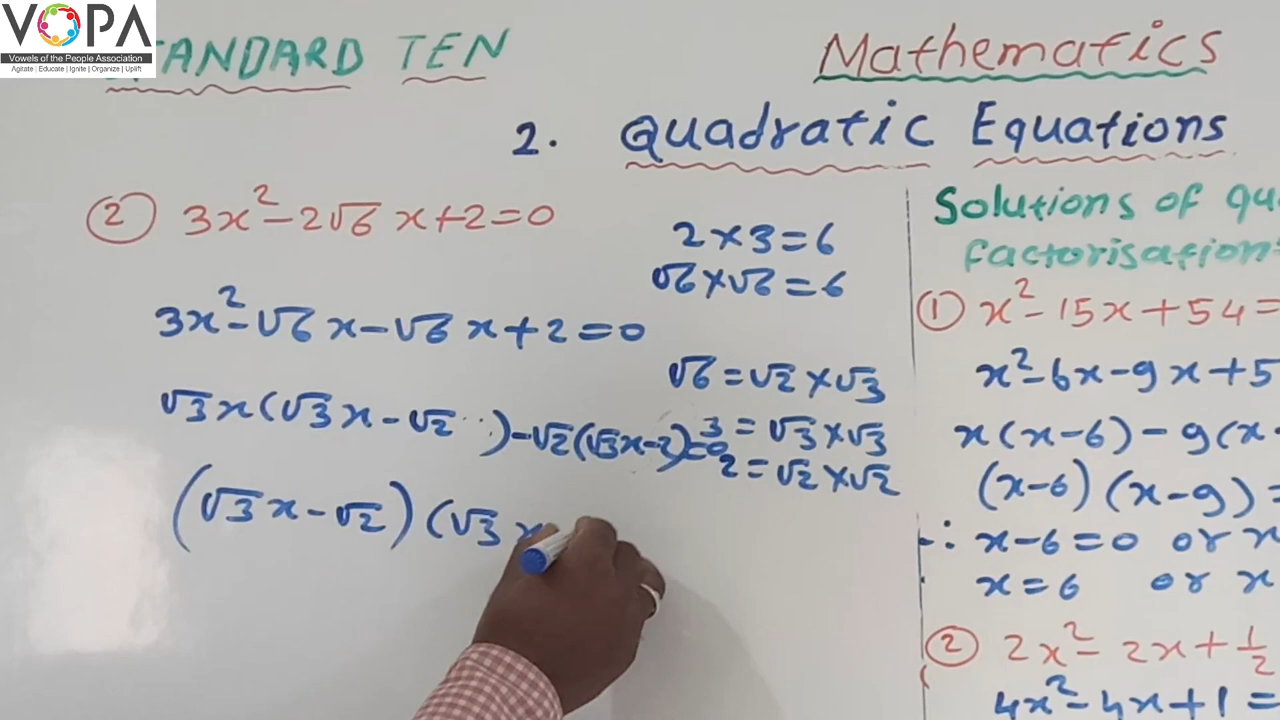 VOPA
Vowels of the People Association
Agitate | Educate | Ignite | Organize | Uplift
TANDARD TEN
Mathematics
2. Quadratic Equations
② 3x²-2√6 x+2=0
3x²-√6 x-√6 x+2=0
√3x(√3x-√2 )-√2(√3x-2)=0
(√3x-√2)(√3 x
2×3=6
√6×√6=6
√6=√2×√3
3=√3×√3
2=√2×√2
Solutions of qu
factorisation
① x²-15x+54=
x²-6x-9x+5
x(x-6)-9(x-
(x-6)(x-9)=
∴ x-6=0 or x
x=6 or x
② 2x²-2x+1/2
4x²-4x+1=